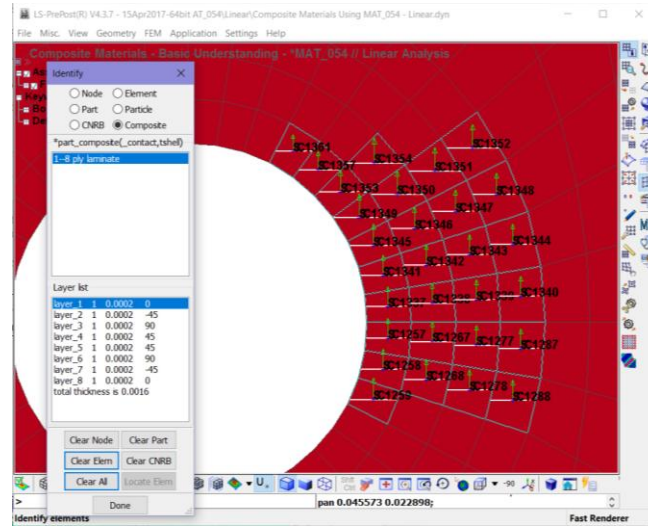 LS-PrePost(R) V4.3.7 - 15Apr2017-64bit AT_054\Linear\Composite Materials Using MAT_054 - Linear.dyn
File Misc. View Geometry FEM Application Settings Help
Composite Materials - Basic Understanding - *MAT_054 // Linear Analysis
Identify
Node Element
Part Particle
CNRB Composite
*part_composite(_contact,tshell)
1--8 ply laminate
Layer list
layer_1 1 0.0002 0
layer_2 1 0.0002 -45
layer_3 1 0.0002 90
layer_4 1 0.0002 45
layer_5 1 0.0002 45
layer_6 1 0.0002 90
layer_7 1 0.0002 -45
layer_8 1 0.0002 0
total thickness is 0.0016
Clear Node Clear Part
Clear Elem Clear CNRB
Clear All Locate Elem
Done
SC1361 SC1352
SC1357 SC1354 SC1351
SC1353 SC1350 SC1348
SC1349 SC1347
SC1346
SC1345 SC1344
SC1343
SC1342
SC1341
SC1340
SC1257 SC1267 SC1277 SC1287
SC1258 SC1268 SC1278 SC1288
SC1259
> pan 0.045573 0.022898;
Identify elements Fast Renderer